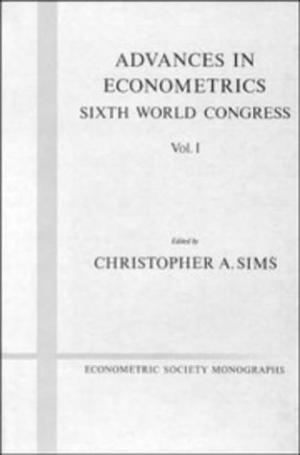 ADVANCES IN
ECONOMETRICS
SIXTH WORLD CONGRESS
Vol. I
Edited by
CHRISTOPHER A. SIMS
ECONOMETRIC SOCIETY MONOGRAPHS